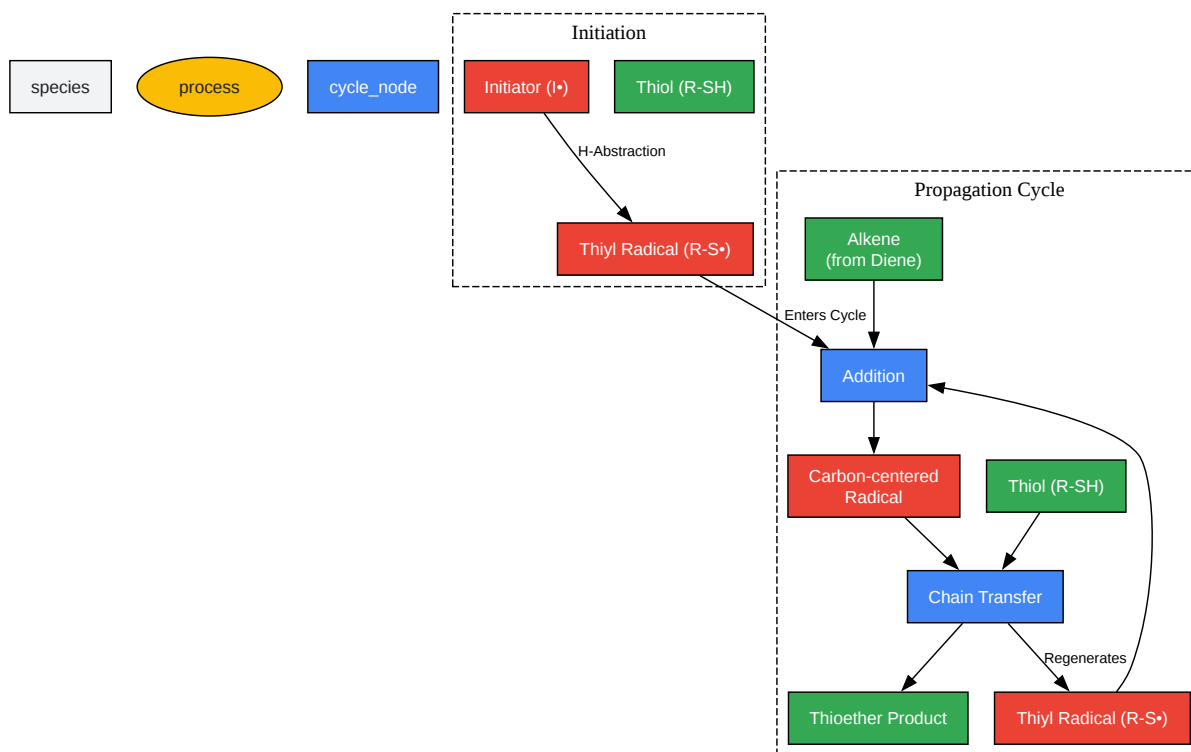 Initiation
species
process
cycle_node
Initiator (I•)
Thiol (R-SH)
H-Abstraction
Thiyl Radical (R-S•)
Propagation Cycle
Alkene
(from Diene)
Enters Cycle
Addition
Carbon-centered
Radical
Thiol (R-SH)
Chain Transfer
Regenerates
Thioether Product
Thiyl Radical (R-S•)